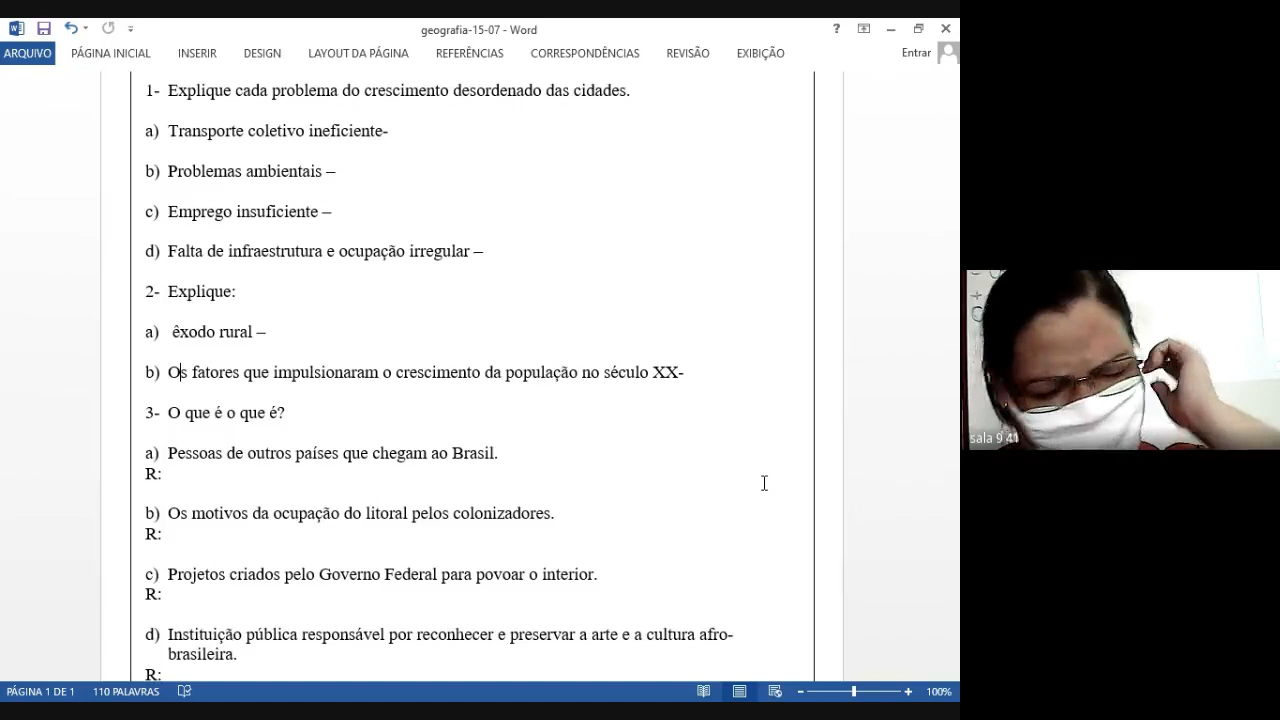 geografia-15-07 - Word
?
ARQUIVO PÁGINA INICIAL INSERIR DESIGN LAYOUT DA PÁGINA REFERÊNCIAS CORRESPONDÊNCIAS REVISÃO EXIBIÇÃO Entrar
1- Explique cada problema do crescimento desordenado das cidades.
a) Transporte coletivo ineficiente-
b) Problemas ambientais –
c) Emprego insuficiente –
d) Falta de infraestrutura e ocupação irregular –
2- Explique:
a) êxodo rural –
b) Os fatores que impulsionaram o crescimento da população no século XX-
3- O que é o que é?
a) Pessoas de outros países que chegam ao Brasil.
R:
b) Os motivos da ocupação do litoral pelos colonizadores.
R:
c) Projetos criados pelo Governo Federal para povoar o interior.
R:
d) Instituição pública responsável por reconhecer e preservar a arte e a cultura afro-
brasileira.
R:
PÁGINA 1 DE 1 110 PALAVRAS 100%
sala 9 41